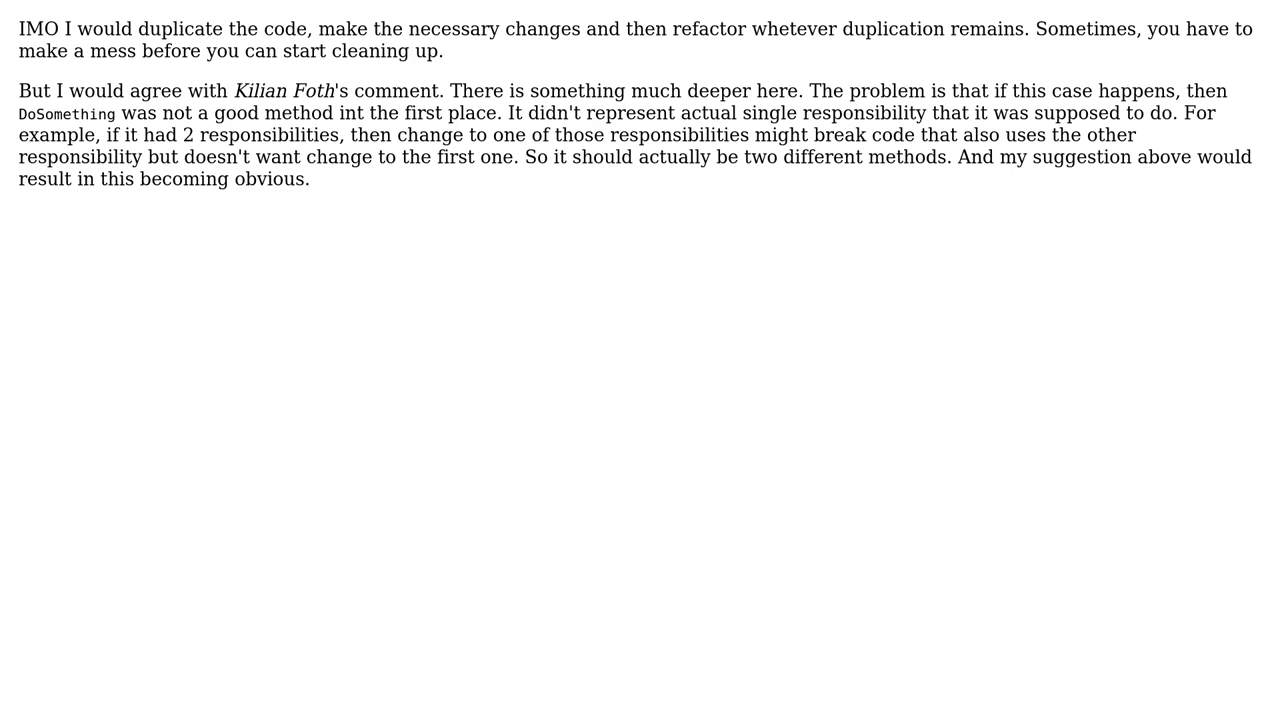 IMO I would duplicate the code, make the necessary changes and then refactor whetever duplication remains. Sometimes, you have to
make a mess before you can start cleaning up.
But I would agree with Kilian Foth's comment. There is something much deeper here. The problem is that if this case happens, then
DoSomething was not a good method int the first place. It didn't represent actual single responsibility that it was supposed to do. For
example, if it had 2 responsibilities, then change to one of those responsibilities might break code that also uses the other
responsibility but doesn't want change to the first one. So it should actually be two different methods. And my suggestion above would
result in this becoming obvious.